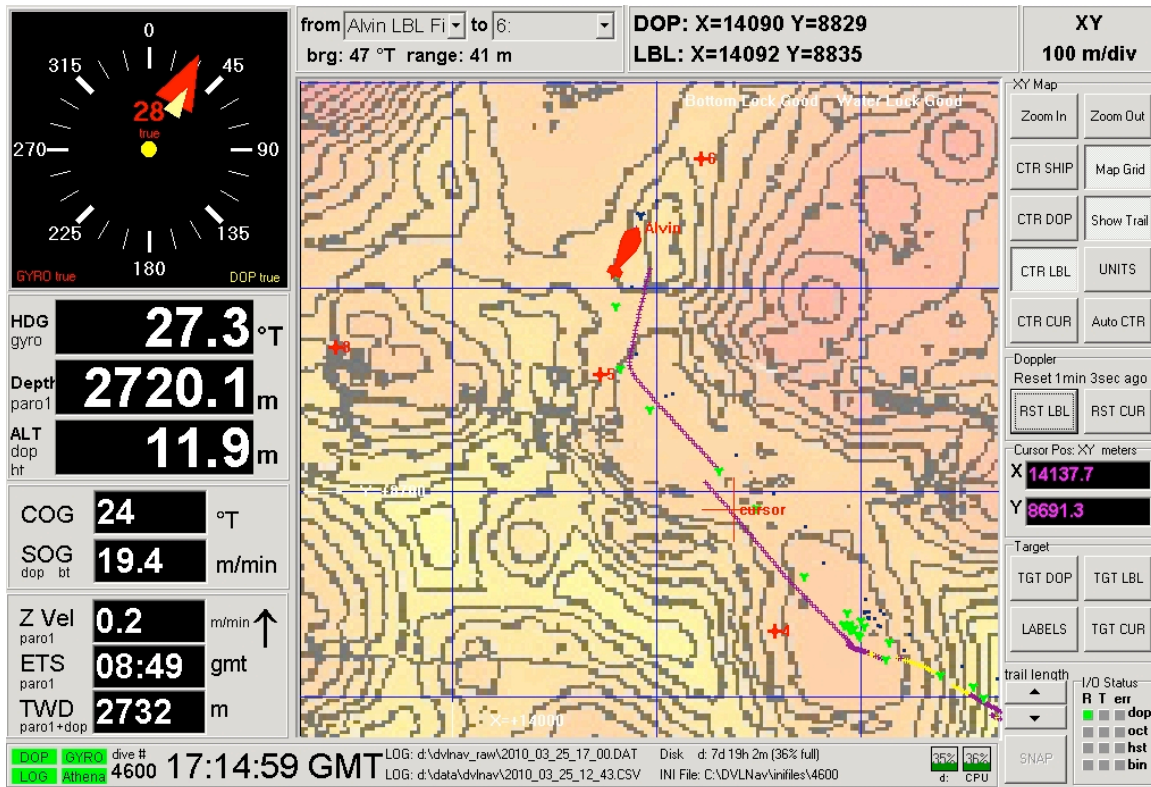 from Alvin LBL Fi to 6:
brg: 47 °T range: 41 m
DOP: X=14090 Y=8829
LBL: X=14092 Y=8835
XY
100 m/div
0
45
90
135
180
225
270
315
28
true
GYRO true
DOP true
HDG
gyro
27.3 °T
Depth
paro1
2720.1 m
ALT
dop
ht
11.9 m
COG 24 °T
SOG
dop bt
19.4 m/min
Z Vel
paro1
0.2 m/min
ETS
paro1
08:49 gmt
TWD
paro1+dop
2732 m
Bottom Lock Good Water Lock Good
6
Alvin
8
5
cursor
4
X=+14000
XY Map
Zoom In Zoom Out
CTR SHIP Map Grid
CTR DOP Show Trail
CTR LBL UNITS
CTR CUR Auto CTR
Doppler
Reset 1min 3sec ago
RST LBL RST CUR
Cursor Pos: XY meters
X 14137.7
Y 8691.3
Target
TGT DOP TGT LBL
LABELS TGT CUR
trail length
SNAP
I/O Status
R T err
dop
oct
hst
bin
DOP GYRO
LOG Athena
dive #
4600
17:14:59 GMT
LOG: d:\dvlnav_raw\2010_03_25_17_00.DAT
LOG: d:\data\dvlnav\2010_03_25_12_43.CSV
Disk d: 7d 19h 2m (36% full)
INI File: C:\DVLNav\inifiles\4600
35% 36%
d: CPU